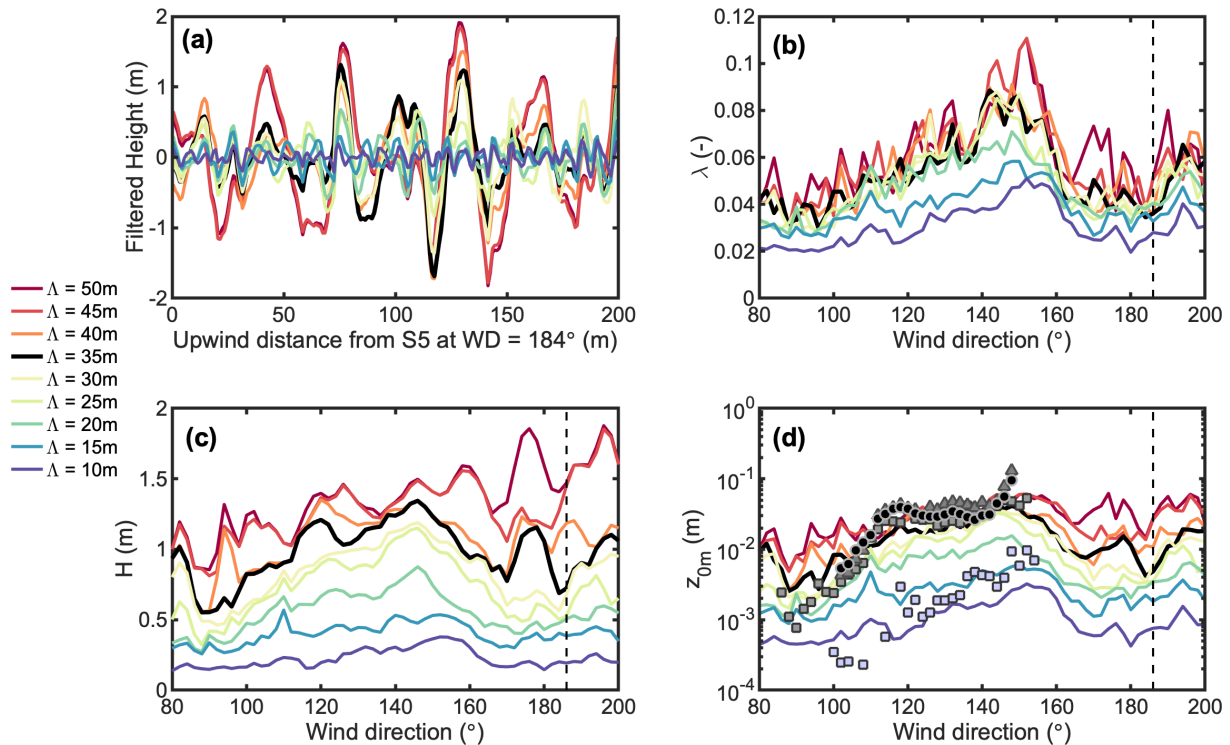 (a)
Filtered Height (m)
2
1
0
-1
-2
0
50
100
150
200
Upwind distance from S5 at WD = 184° (m)
(b)
λ (-)
0.12
0.1
0.08
0.06
0.04
0.02
0
80
100
120
140
160
180
200
Wind direction (°)
Λ = 50m
Λ = 45m
Λ = 40m
Λ = 35m
Λ = 30m
Λ = 25m
Λ = 20m
Λ = 15m
Λ = 10m
(c)
H (m)
2
1.5
1
0.5
0
80
100
120
140
160
180
200
Wind direction (°)
(d)
z0m (m)
10^0
10^-1
10^-2
10^-3
10^-4
80
100
120
140
160
180
200
Wind direction (°)